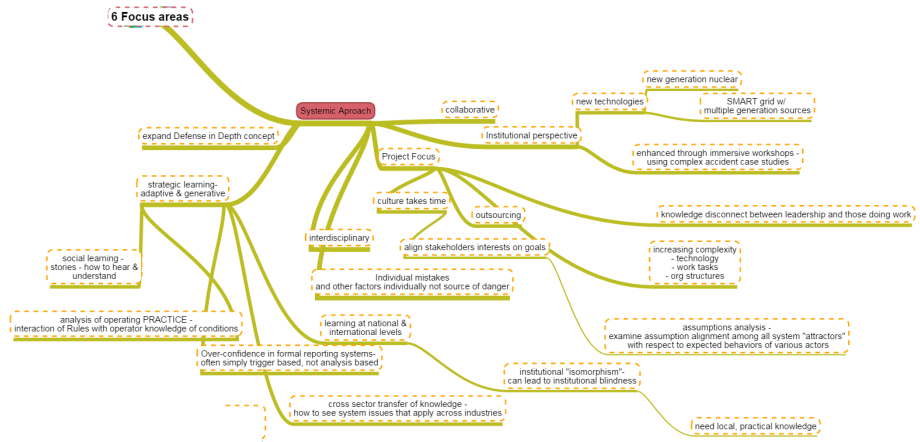 6 Focus areas
Systemic Aproach
collaborative
new technologies
new generation nuclear
SMART grid w/
multiple generation sources
Institutional perspective
expand Defense in Depth concept
Project Focus
enhanced through immersive workshops -
using complex accident case studies
strategic learning-
adaptive & generative
culture takes time
outsourcing
knowledge disconnect between leadership and those doing work
interdisciplinary
align stakeholders interests on goals
social learning -
stories - how to hear &
understand
increasing complexity
- technology
- work tasks
- org structures
Individual mistakes
and other factors individually not source of danger
analysis of operating PRACTICE -
interaction of Rules with operator knowledge of conditions
learning at national &
international levels
assumptions analysis -
examine assumption alignment among all system "attractors"
with respect to expected behaviors of various actors
Over-confidence in formal reporting systems-
often simply trigger based, not analysis based
institutional "isomorphism"-
can lead to institutional blindness
cross sector transfer of knowledge -
how to see system issues that apply across industries
need local, practical knowledge